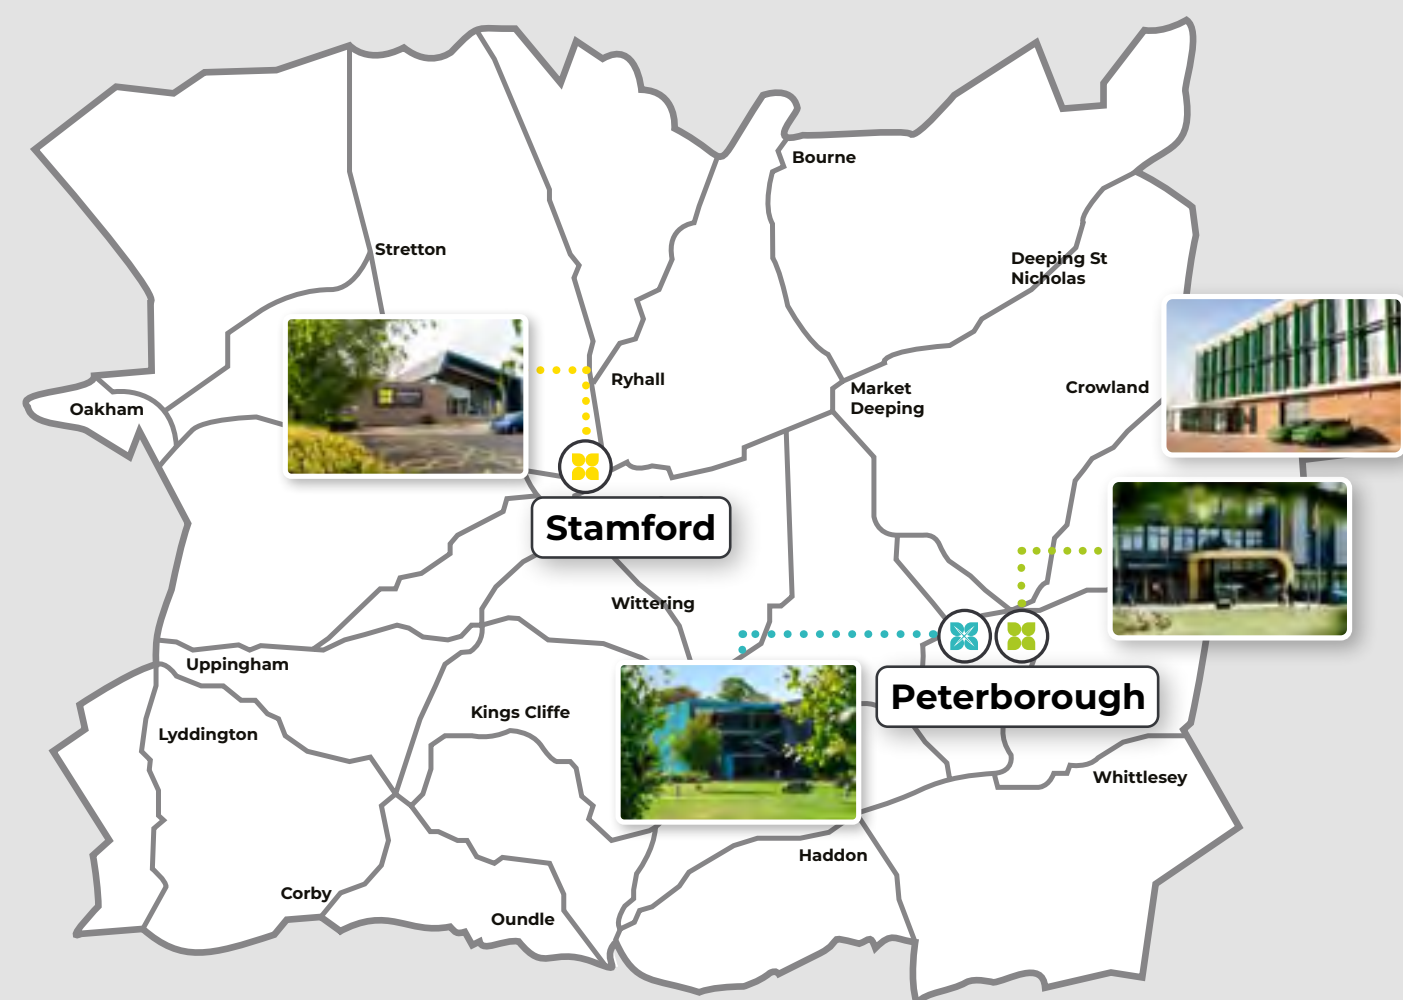 Bourne
Stretton
Deeping St
Nicholas
Ryhall
Market
Deeping
Crowland
Oakham
Stamford
Wittering
Uppingham
Peterborough
Kings Cliffe
Lyddington
Whittlesey
Haddon
Corby
Oundle